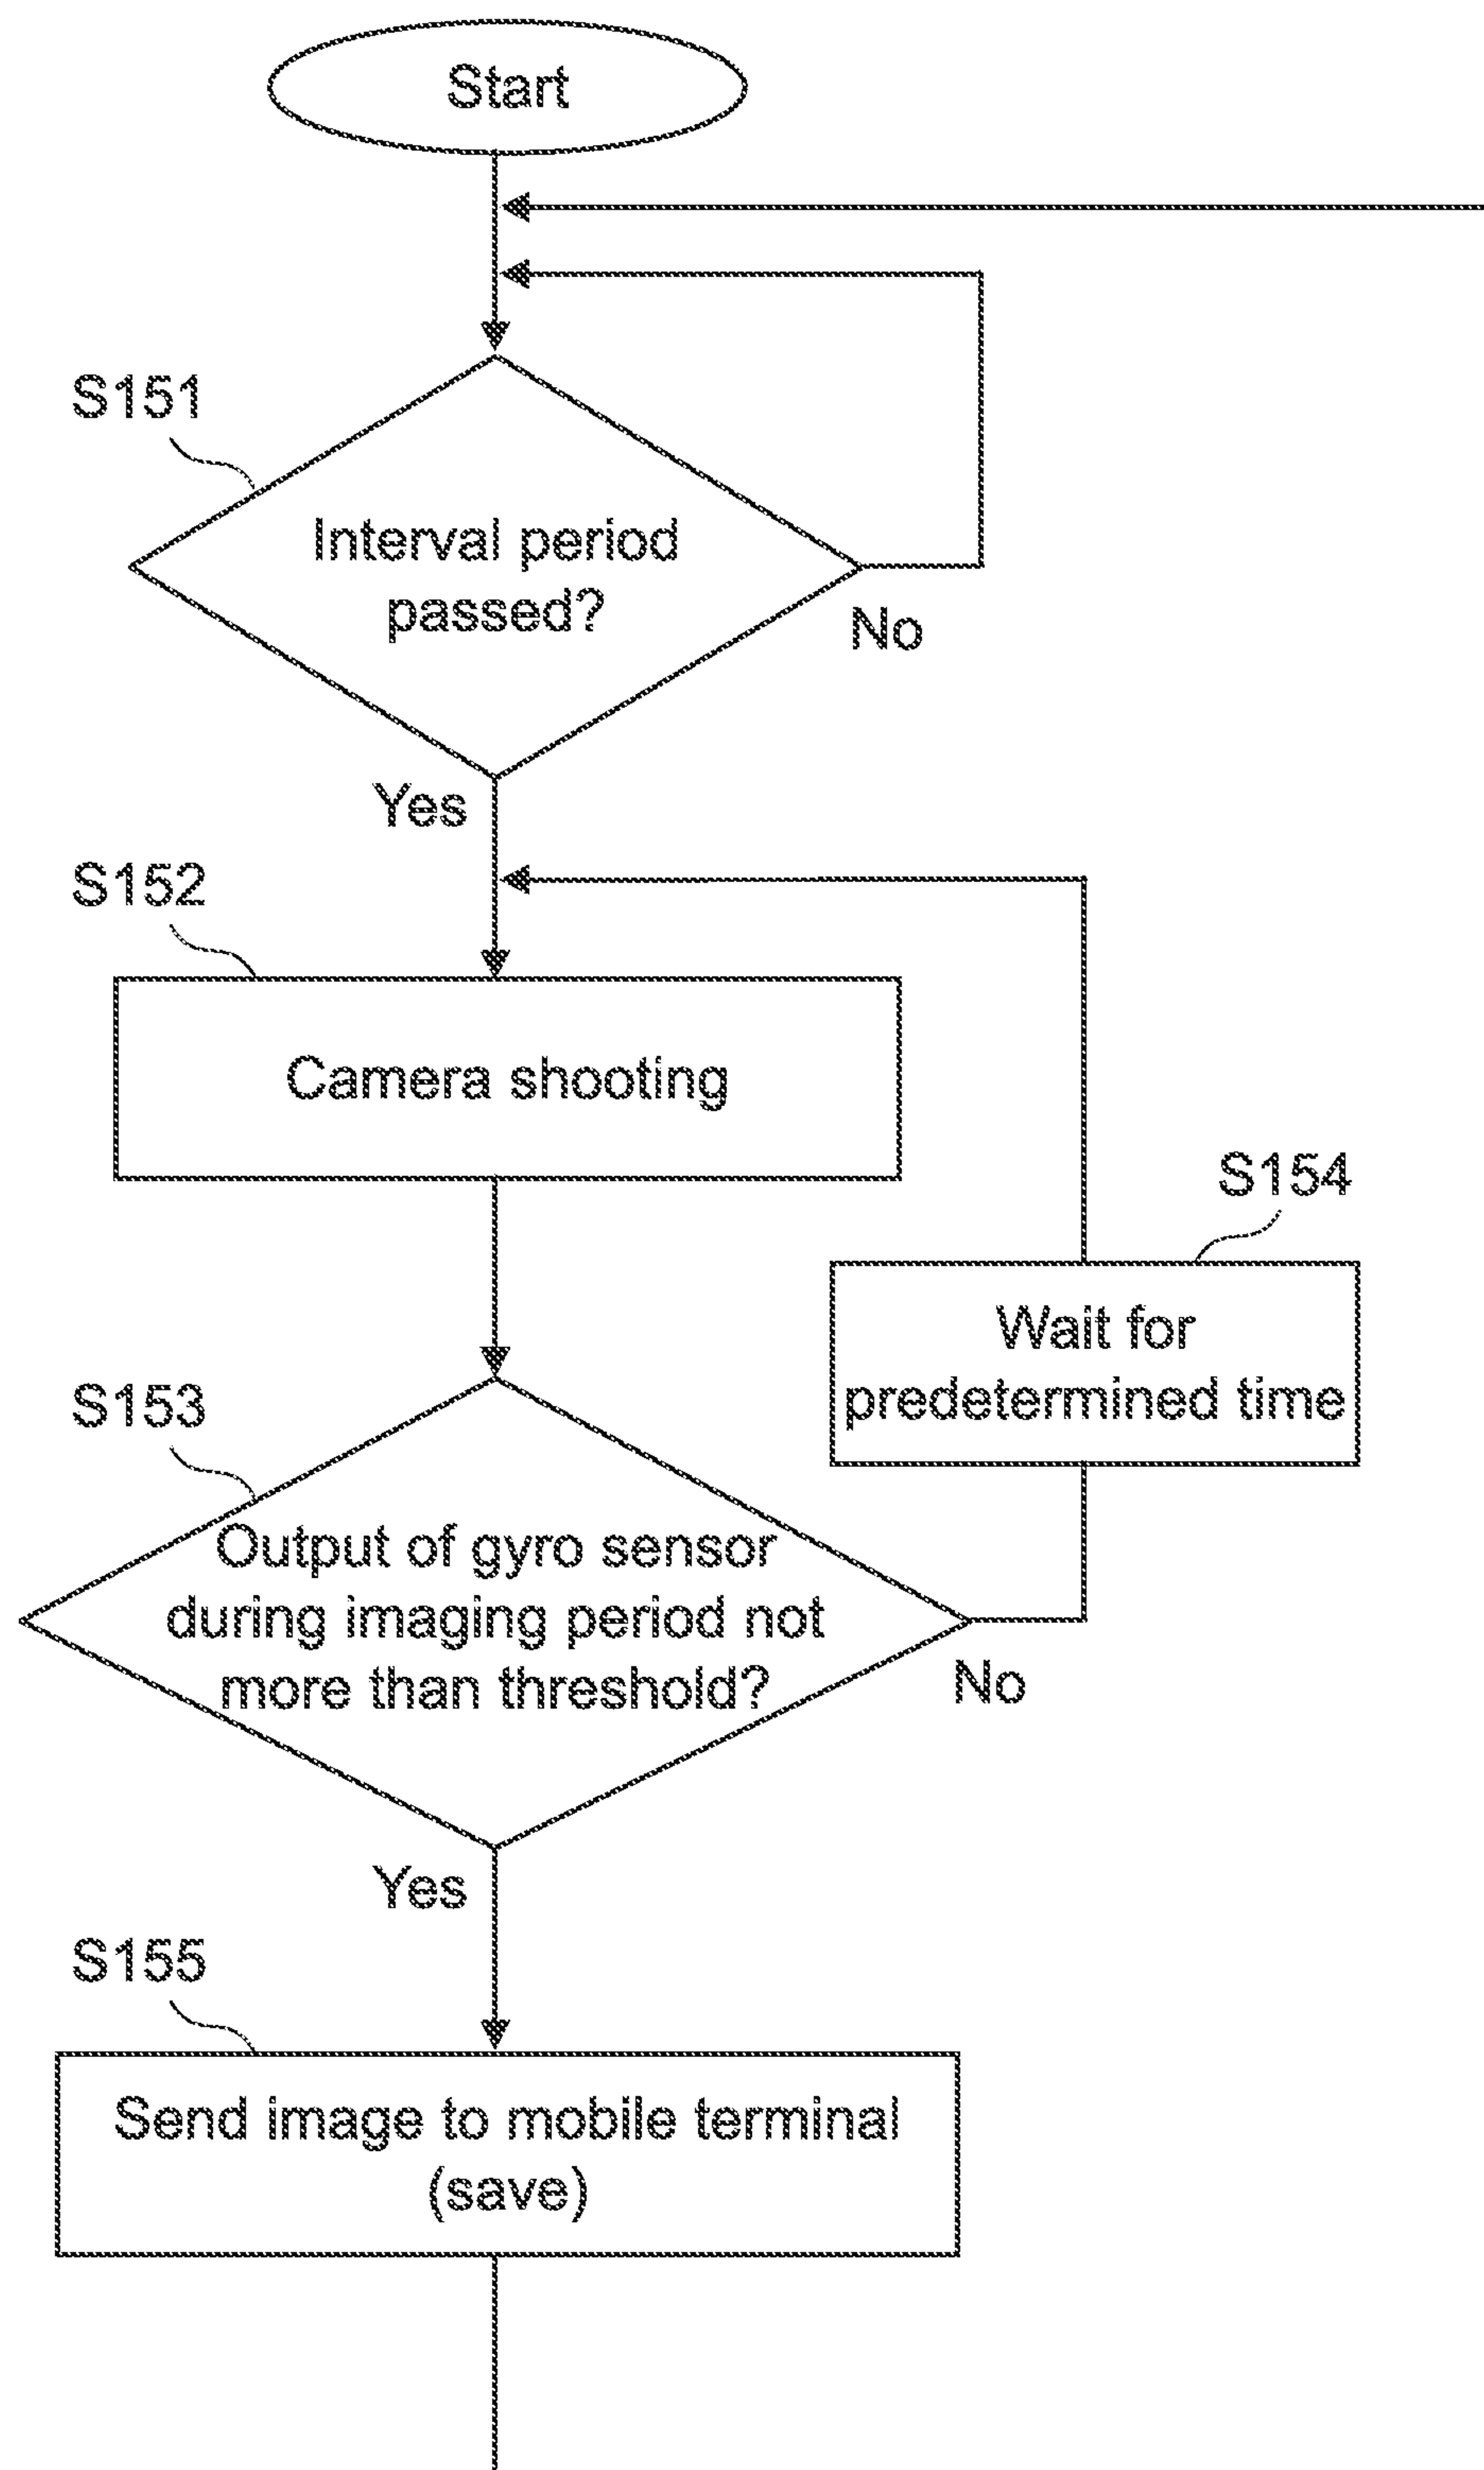 Start
S151
Interval period
passed?
No
Yes
S152
Camera shooting
S154
Wait for
predetermined time
S153
Output of gyro sensor
during imaging period not
more than threshold?
No
Yes
S155
Send image to mobile terminal
(save)